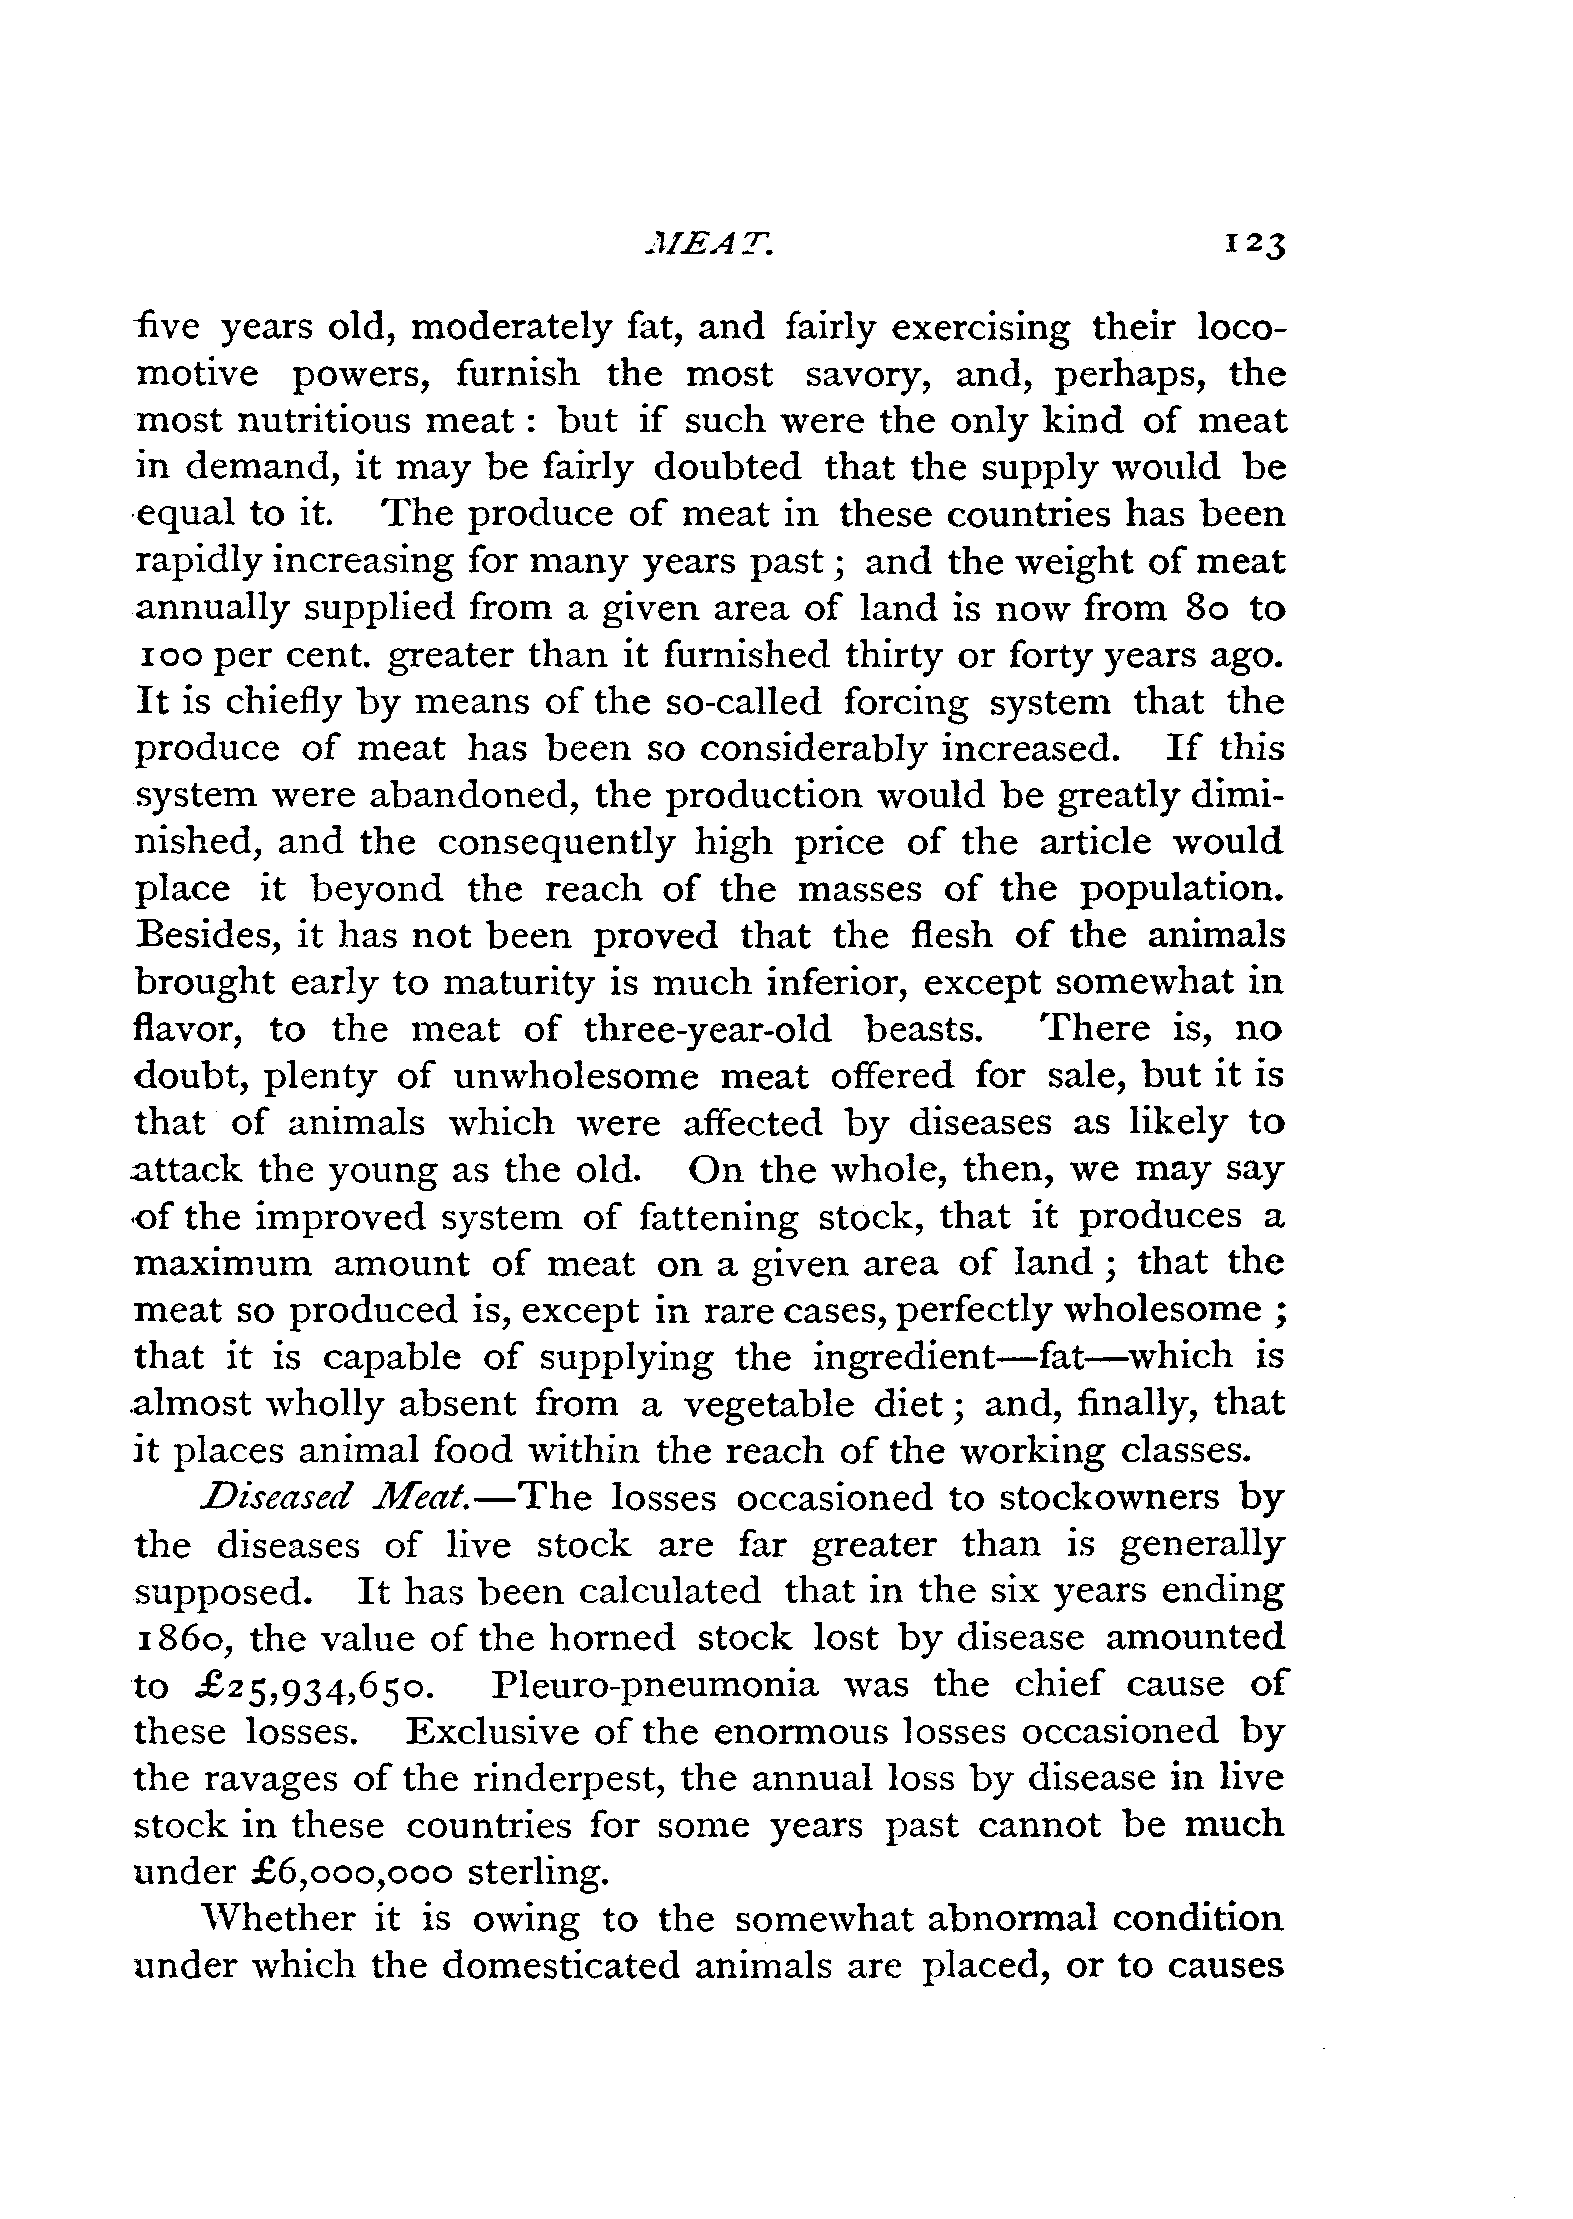 MEAT. 123
five years old, moderately fat, and fairly exercising their loco-
motive powers, furnish the most savory, and, perhaps, the
most nutritious meat : but if such were the only kind of meat
in demand, it may be fairly doubted that the supply would be
equal to it. The produce of meat in these countries has been
rapidly increasing for many years past ; and the weight of meat
annually supplied from a given area of land is now from 80 to
100 per cent. greater than it furnished thirty or forty years ago.
It is chiefly by means of the so-called forcing system that the
produce of meat has been so considerably increased. If this
system were abandoned, the production would be greatly dimi-
nished, and the consequently high price of the article would
place it beyond the reach of the masses of the population.
Besides, it has not been proved that the flesh of the animals
brought early to maturity is much inferior, except somewhat in
flavor, to the meat of three-year-old beasts. There is, no
doubt, plenty of unwholesome meat offered for sale, but it is
that of animals which were affected by diseases as likely to
attack the young as the old. On the whole, then, we may say
of the improved system of fattening stock, that it produces a
maximum amount of meat on a given area of land ; that the
meat so produced is, except in rare cases, perfectly wholesome ;
that it is capable of supplying the ingredient—fat—which is
almost wholly absent from a vegetable diet ; and, finally, that
it places animal food within the reach of the working classes.
Diseased Meat.—The losses occasioned to stockowners by
the diseases of live stock are far greater than is generally
supposed. It has been calculated that in the six years ending
1860, the value of the horned stock lost by disease amounted
to £25,934,650. Pleuro-pneumonia was the chief cause of
these losses. Exclusive of the enormous losses occasioned by
the ravages of the rinderpest, the annual loss by disease in live
stock in these countries for some years past cannot be much
under £6,000,000 sterling.
Whether it is owing to the somewhat abnormal condition
under which the domesticated animals are placed, or to causes